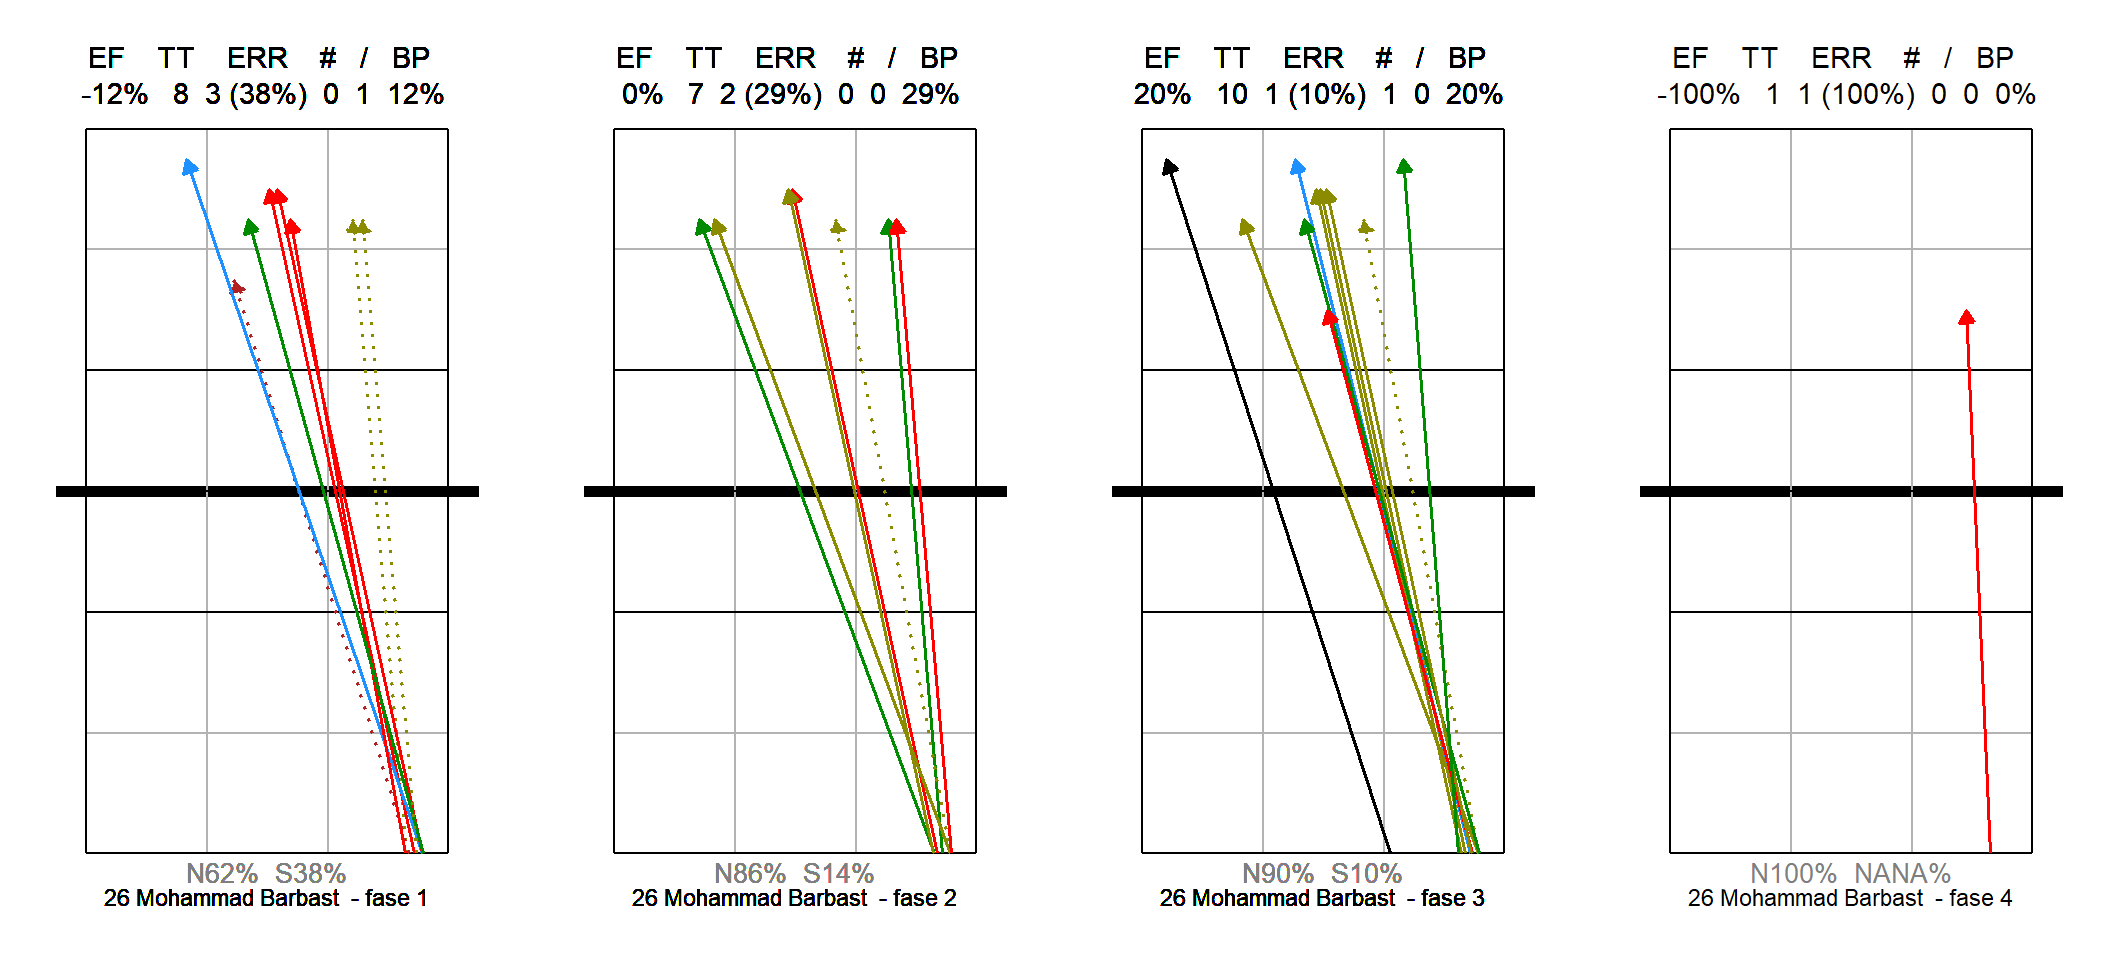 EF TT ERR # / BP
-12% 8 3 (38%) 0 1 12%
N62% S38%
26 Mohammad Barbast - fase 1
EF TT ERR # / BP
0% 7 2 (29%) 0 0 29%
N86% S14%
26 Mohammad Barbast - fase 2
EF TT ERR # / BP
20% 10 1 (10%) 1 0 20%
N90% S10%
26 Mohammad Barbast - fase 3
EF TT ERR # / BP
-100% 1 1 (100%) 0 0 0%
N100% NANA%
26 Mohammad Barbast - fase 4